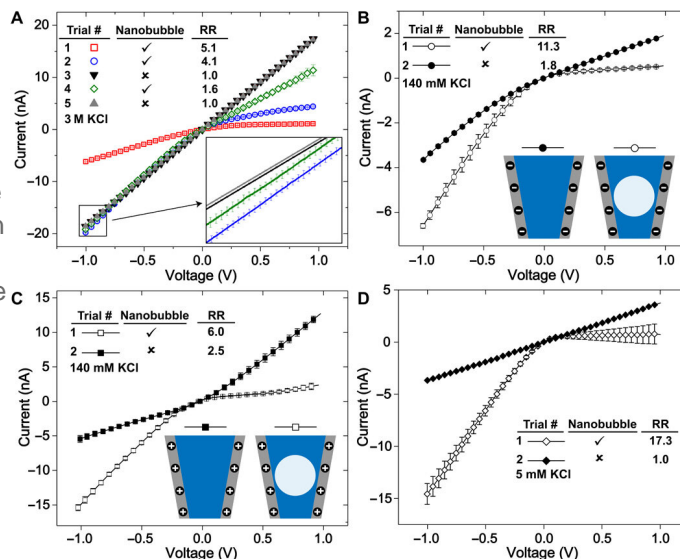 A
Trial # Nanobubble RR
1 ✓ 5.1
2 ✓ 4.1
3 × 1.0
4 ✓ 1.6
5 × 1.0
3 M KCl
Current (nA)
20
10
0
−10
−20
−1.0 −0.5 0.0 0.5 1.0
Voltage (V)
B
Trial # Nanobubble RR
1 ✓ 11.3
2 × 1.8
140 mM KCl
Current (nA)
2
0
−2
−4
−6
−1.0 −0.5 0.0 0.5 1.0
Voltage (V)
e
n
e
C
Trial # Nanobubble RR
1 ✓ 6.0
2 × 2.5
140 mM KCl
Current (nA)
15
10
5
0
−5
−10
−15
−1.0 −0.5 0.0 0.5 1.0
Voltage (V)
D
Trial # Nanobubble RR
1 ✓ 17.3
2 × 1.0
5 mM KCl
Current (nA)
5
0
−5
−10
−15
−1.0 −0.5 0.0 0.5 1.0
Voltage (V)